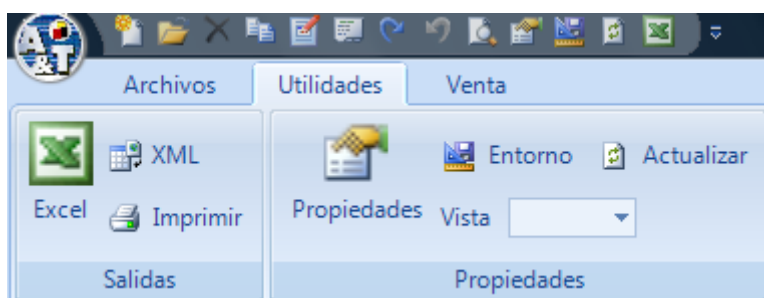 A&T
Archivos Utilidades Venta
XML Entorno Actualizar
Excel Imprimir Propiedades Vista
Salidas Propiedades